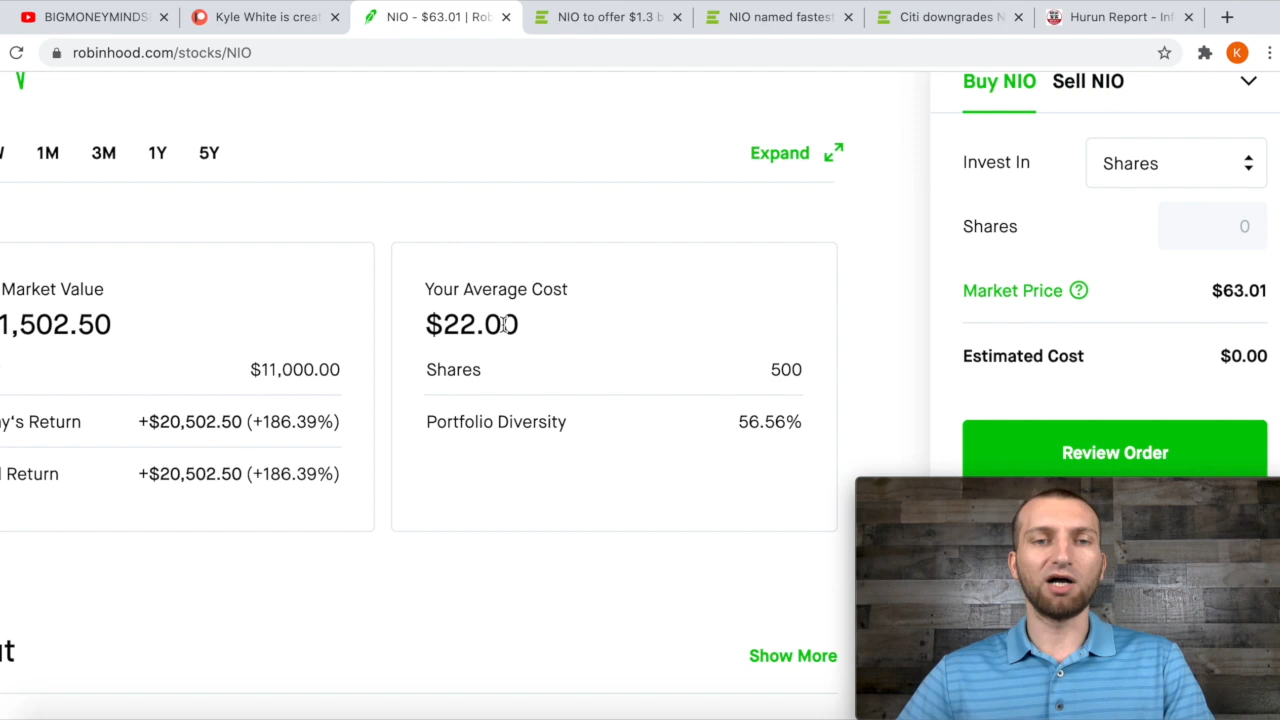 BIGMONEYMINDS
Kyle White is creat
NIO - $63.01 | Rob
NIO to offer $1.3 b
NIO named fastest
Citi downgrades N
Hurun Report - Inf
robinhood.com/stocks/NIO
K
Buy NIO
Sell NIO
1M
3M
1Y
5Y
Expand
Invest In
Shares
Shares
0
Market Value
1,502.50
$11,000.00
y's Return
+$20,502.50 (+186.39%)
Return
+$20,502.50 (+186.39%)
Your Average Cost
$22.00
Shares
500
Portfolio Diversity
56.56%
Market Price
?
$63.01
Estimated Cost
$0.00
Review Order
Show More